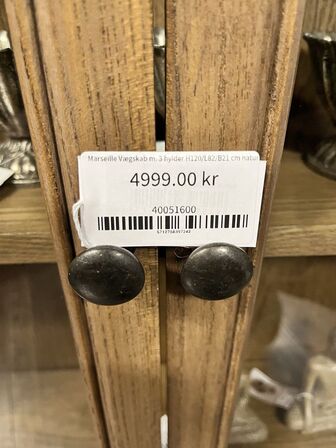 Marseille Vægskab m. 3 hylder H120/L82/B21 cm natur
4999.00 kr
40051600